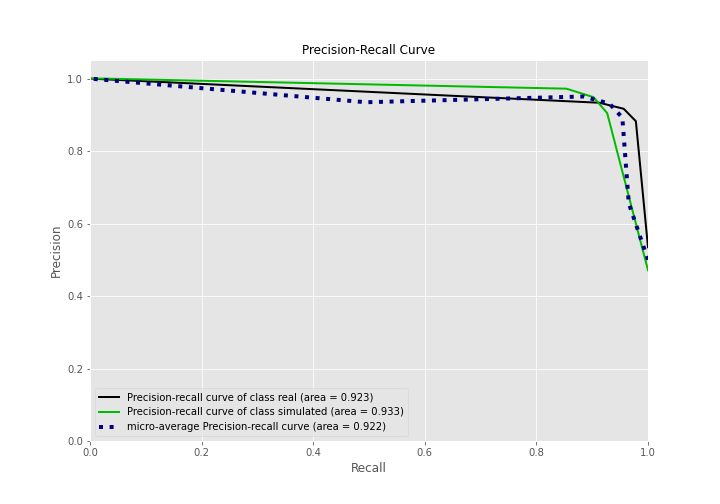 Precision-Recall Curve
1.0
0.8
0.6
0.4
0.2
0.0
Precision
Precision-recall curve of class real (area = 0.923)
Precision-recall curve of class simulated (area = 0.933)
micro-average Precision-recall curve (area = 0.922)
0.0 0.2 0.4 0.6 0.8 1.0
Recall